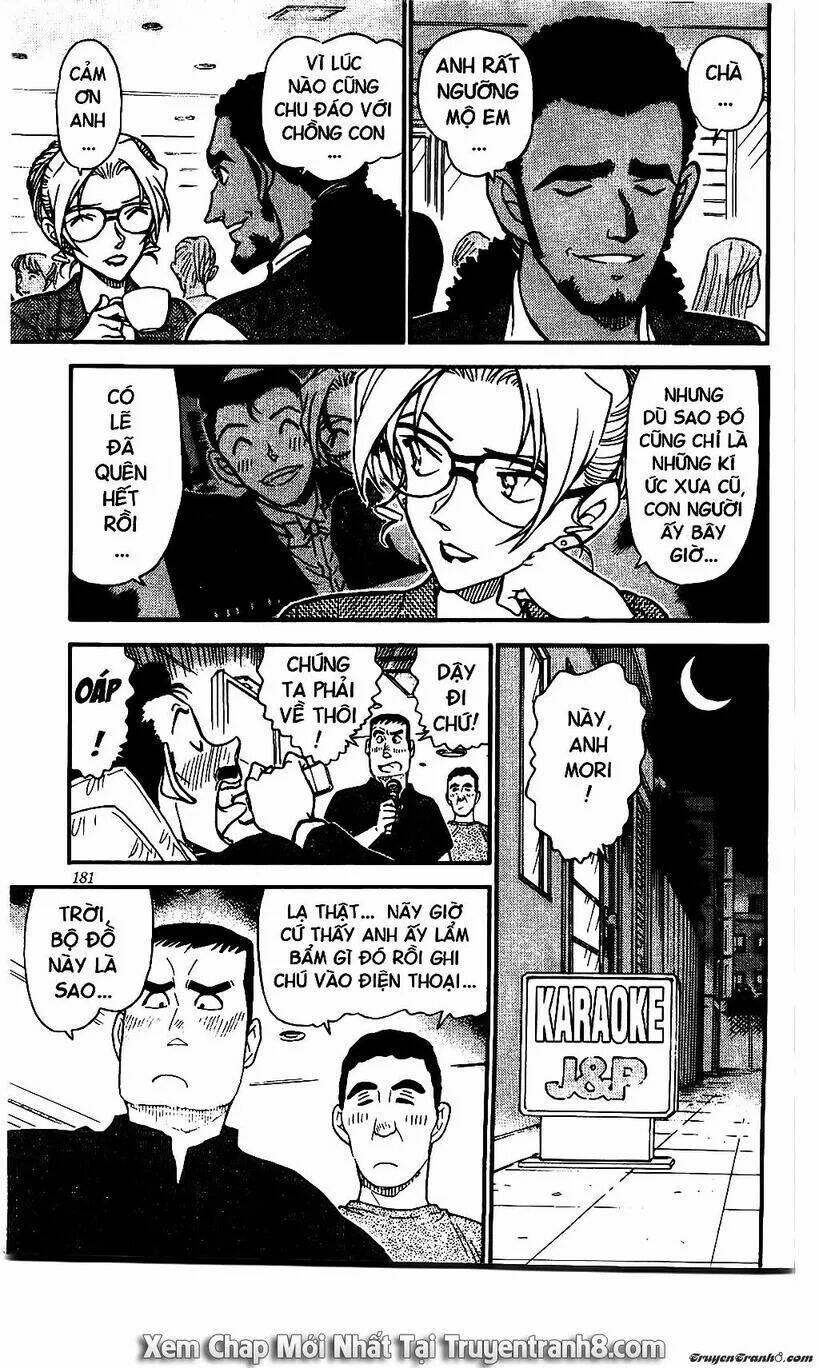 CHÀ
...
ANH RẤT
NGƯỠNG
MỘ EM
...
VÌ LÚC
NÀO CŨNG
CHU ĐÁO VỚI
CHỒNG CON
...
CẢM
ƠN
ANH
...
NHƯNG
DÙ SAO ĐÓ
CŨNG CHỈ LÀ
NHỮNG KÍ
ỨC XƯA CŨ,
CON NGƯỜI
ẤY BÂY
GIỜ...
CÓ
LẼ
ĐÃ
QUÊN
HẾT
RỒI
...
NÀY,
ANH
MORI
!
KARAOKE
J&P
DẬY
ĐI
CHỨ!
CHÚNG
TA PHẢI
VỀ THÔI
!
OÁP
!
181
LẠ THẬT... NÃY GIỜ
CỨ THẤY ANH ẤY LẨM
BẨM GÌ ĐÓ RỒI GHI
CHÚ VÀO ĐIỆN THOẠI...
TRỜI,
BỘ ĐỒ
NÀY LÀ
SAO...
Xem Chap Mới Nhất Tại Truyentranh8.com
TruyenTranh8.com